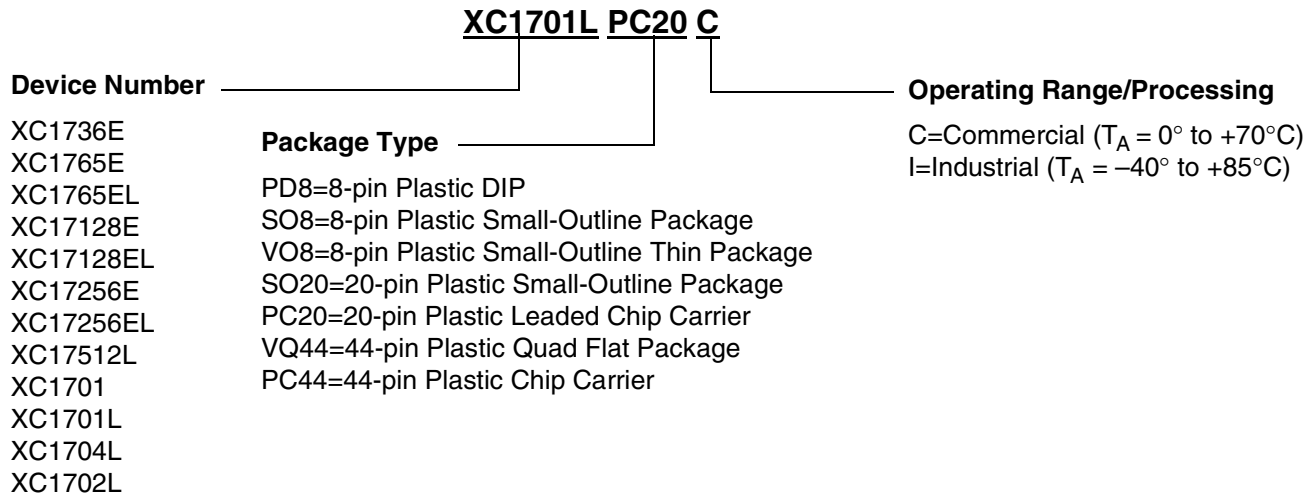 XC1701L PC20 C
Device Number
XC1736E
XC1765E
XC1765EL
XC17128E
XC17128EL
XC17256E
XC17256EL
XC17512L
XC1701
XC1701L
XC1704L
XC1702L
Package Type
PD8=8-pin Plastic DIP
SO8=8-pin Plastic Small-Outline Package
VO8=8-pin Plastic Small-Outline Thin Package
SO20=20-pin Plastic Small-Outline Package
PC20=20-pin Plastic Leaded Chip Carrier
VQ44=44-pin Plastic Quad Flat Package
PC44=44-pin Plastic Chip Carrier
Operating Range/Processing
C=Commercial (TA = 0° to +70°C)
I=Industrial (TA = –40° to +85°C)